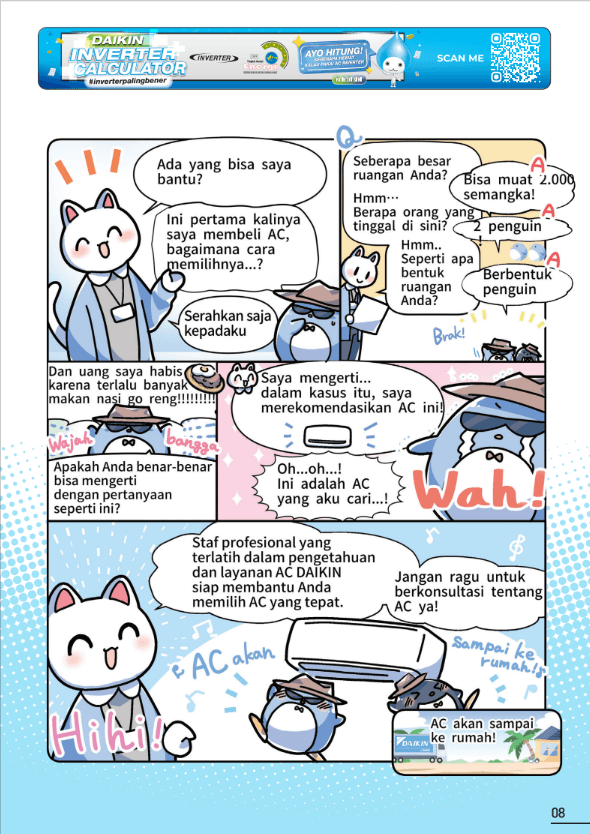 DAIKIN
INVERTER
CALCULATOR
#inverterpalingbener
INVERTER
AYO HITUNG!
SCAN ME
Ada yang bisa saya
bantu?
Ini pertama kalinya
saya membeli AC,
bagaimana cara
memilihnya...?
Serahkan saja
kepadaku
Q
Seberapa besar
ruangan Anda?
A
Bisa muat 2.000
semangka!
Hmm…
Berapa orang yang
tinggal di sini?
A
2 penguin
Hmm..
Seperti apa
bentuk
ruangan
Anda?
A
Berbentuk
penguin
Brak!
Dan uang saya habis
karena terlalu banyak
makan nasi go reng!!!!!!!!!
Wajah bangga
Apakah Anda benar-benar
bisa mengerti
dengan pertanyaan
seperti ini?
Saya mengerti...
dalam kasus itu, saya
merekomendasikan AC ini!
Oh...oh...!
Ini adalah AC
yang aku cari...!
Wah!
Staf profesional yang
terlatih dalam pengetahuan
dan layanan AC DAIKIN
siap membantu Anda
memilih AC yang tepat.
Jangan ragu untuk
berkonsultasi tentang
AC ya!
AC akan
Sampai ke
rumah!
Hihi!
AC akan sampai
ke rumah!
DAIKIN
08